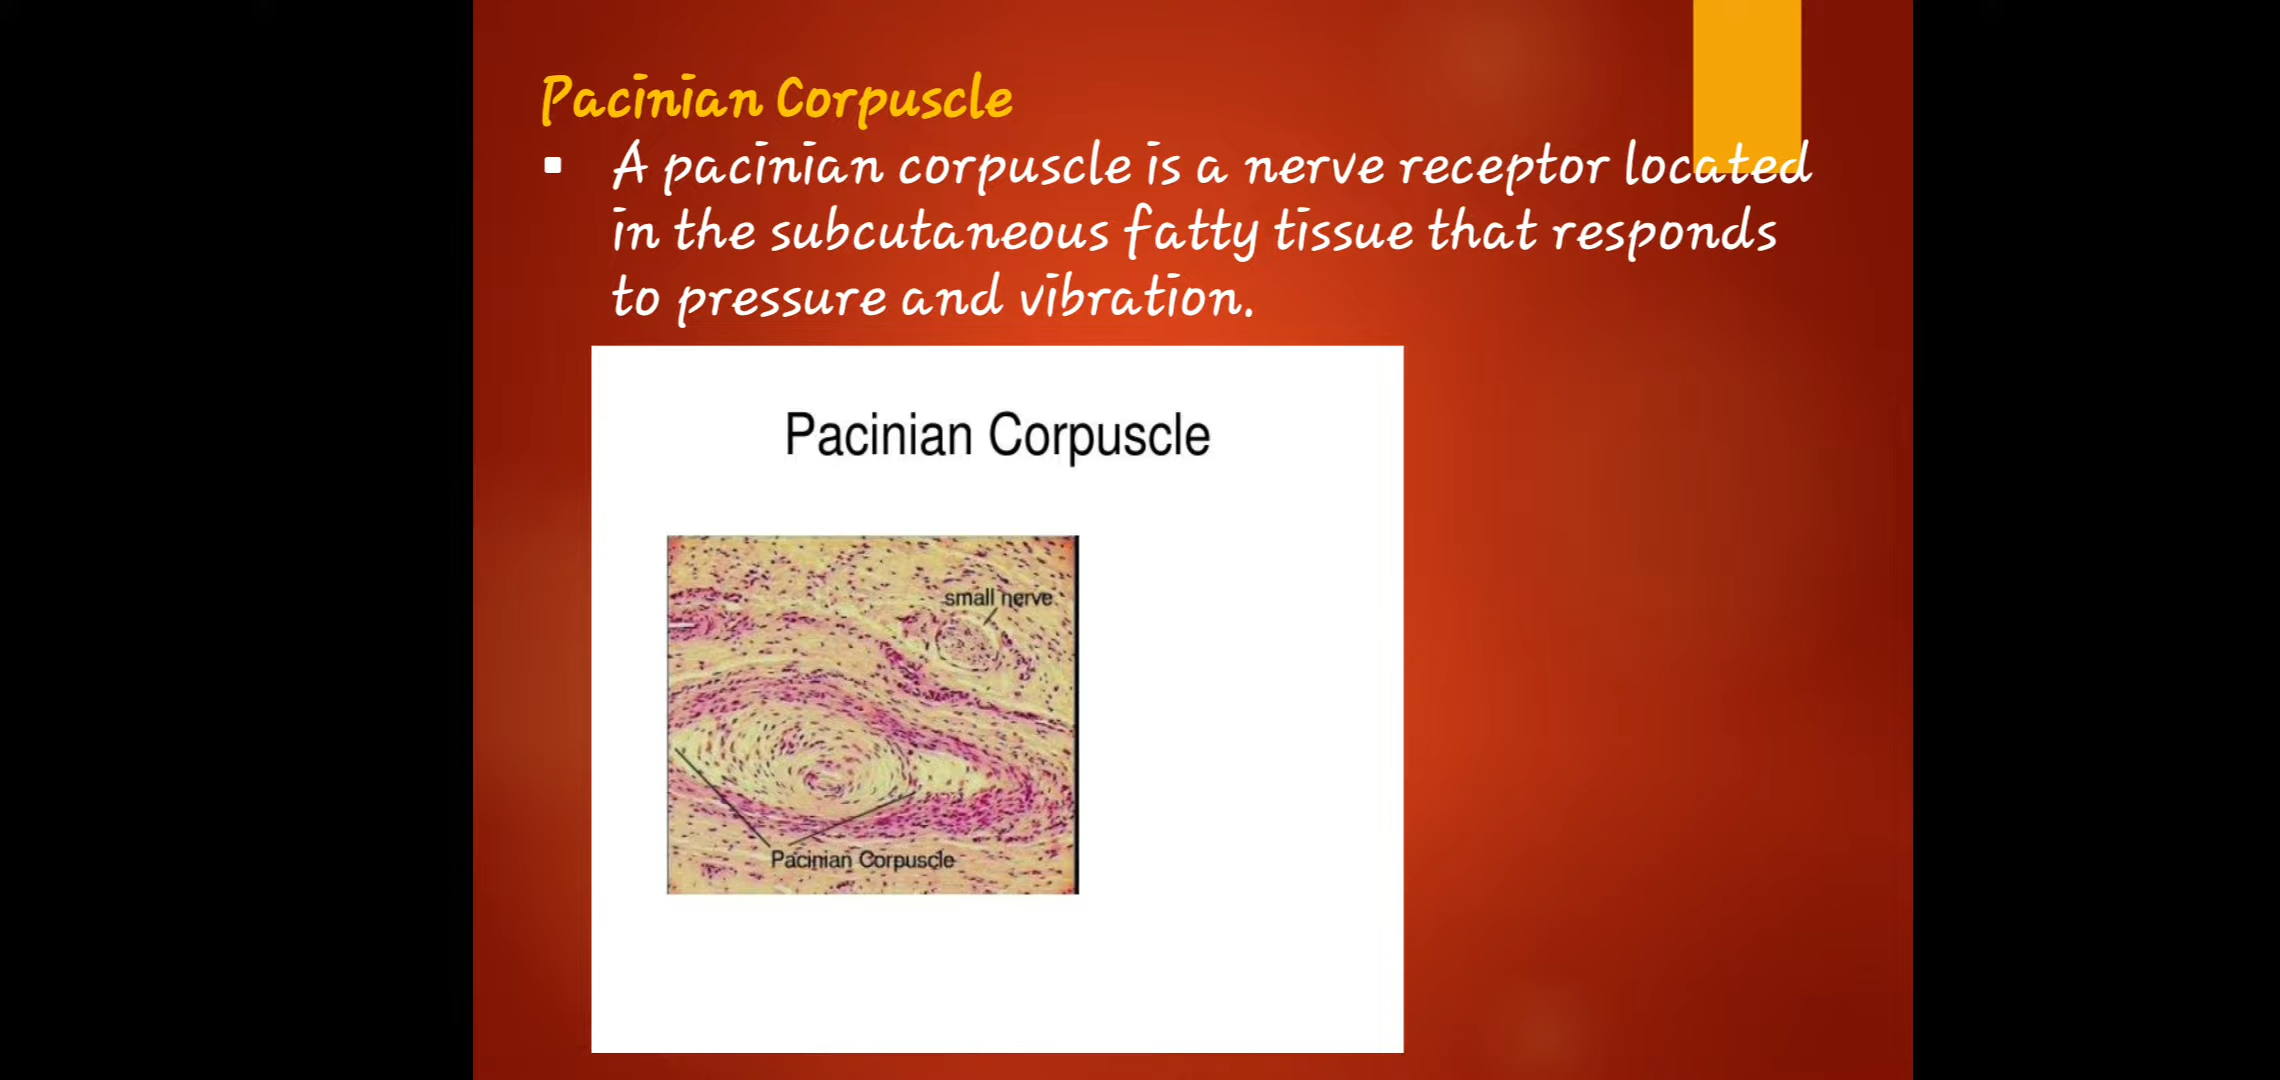 Pacinian Corpuscle
▪ A pacinian corpuscle is a nerve receptor located
in the subcutaneous fatty tissue that responds
to pressure and vibration.
Pacinian Corpuscle
small nerve
Pacinian Corpuscle